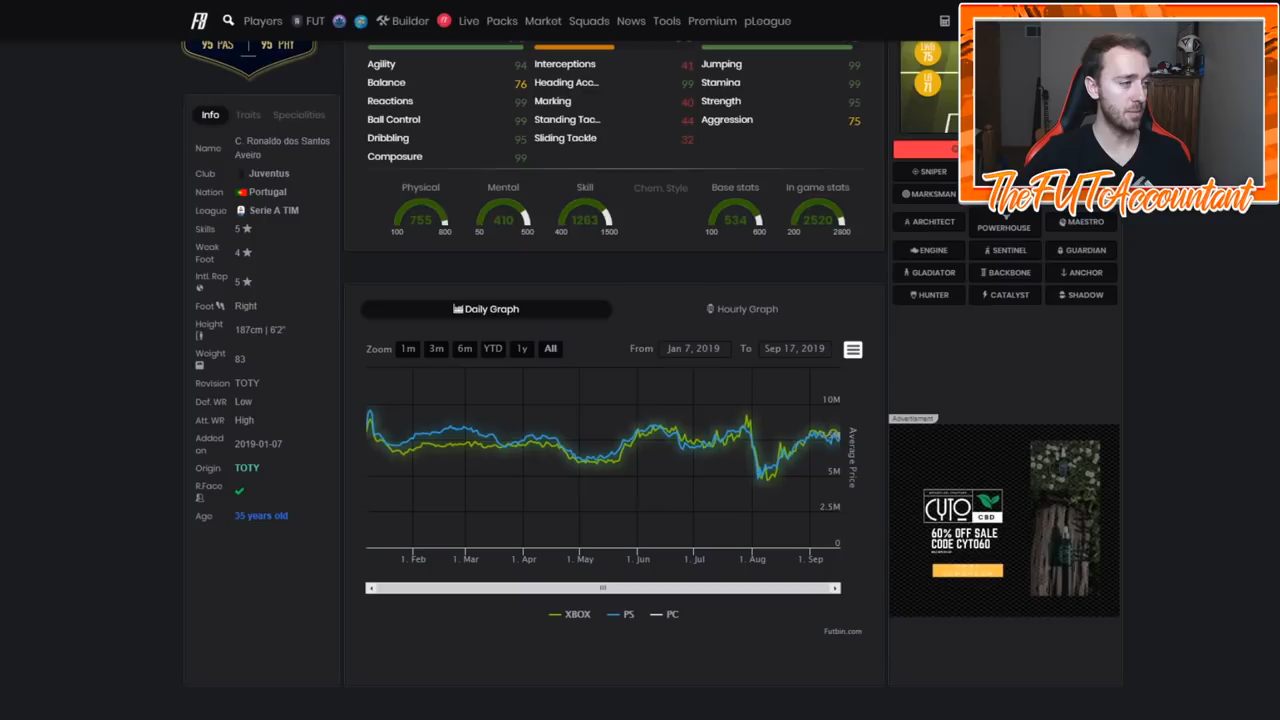 FB Players FUT Builder Live Packs Market Squads News Tools Premium pLeague
95 PAS 95 PHY
Info Traits Specialities
Name C. Ronaldo dos Santos Aveiro
Club Juventus
Nation Portugal
League Serie A TIM
Skills 5
Weak Foot 4
Intl. Rep 5
Foot Right
Height 187cm | 6'2"
Weight 83
Revision TOTY
Def. WR Low
Att. WR High
Added on 2019-01-07
Origin TOTY
R.Face
Age 35 years old
Agility 94
Balance 76
Reactions 99
Ball Control 99
Dribbling 95
Composure 99
Interceptions 41
Heading Acc... 99
Marking 40
Standing Tac... 44
Sliding Tackle 32
Jumping 99
Stamina 99
Strength 95
Aggression 75
Physical Mental Skill Chem. Style Base stats In game stats
755 410 1263 534 2520
100 800 50 500 400 1500 100 600 200 2800
Daily Graph Hourly Graph
Zoom 1m 3m 6m YTD 1y All From Jan 7, 2019 To Sep 17, 2019
10M
5M
2.5M
0
Average Price
1. Feb 1. Mar 1. Apr 1. May 1. Jun 1. Jul 1. Aug 1. Sep
XBOX PS PC
Futbin.com
75
LB
71
TheFUTAccountant
SNIPER
MARKSMAN
ARCHITECT POWERHOUSE MAESTRO
ENGINE SENTINEL GUARDIAN
GLADIATOR BACKBONE ANCHOR
HUNTER CATALYST SHADOW
Advertisement
CYTO CBD
60% OFF SALE
CODE CYTO60